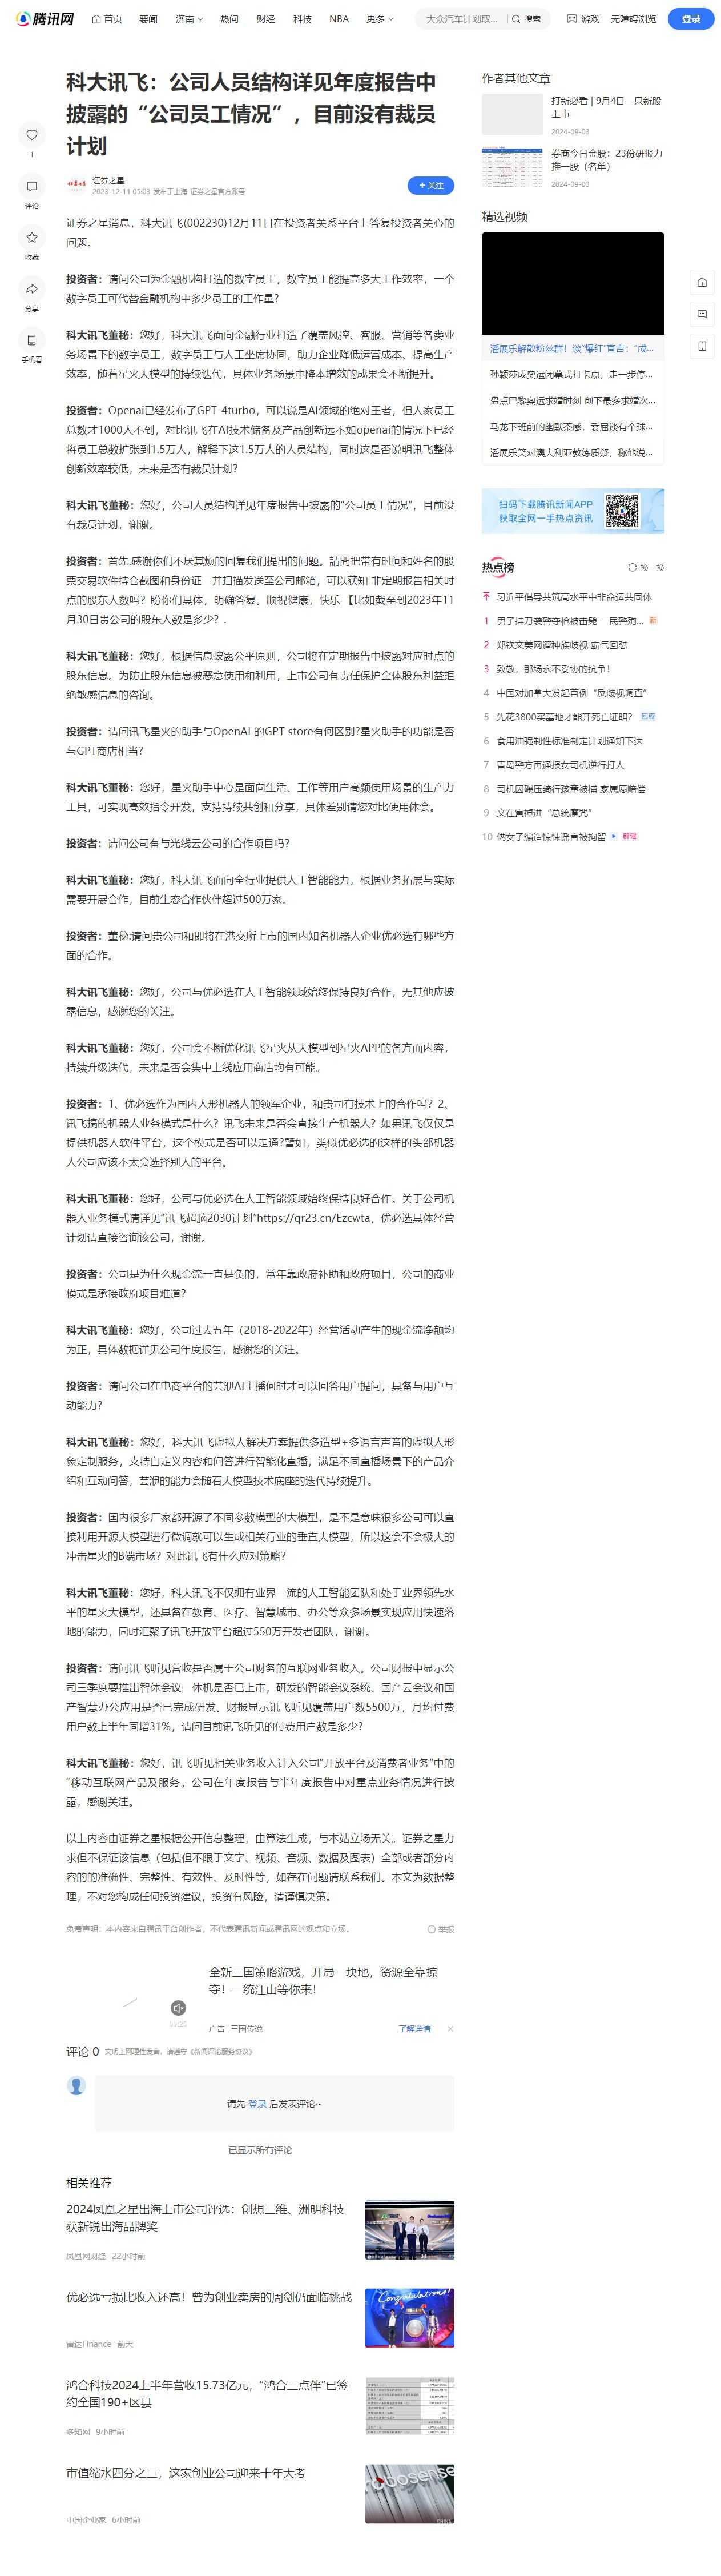 腾讯网
首页 要闻 济南 热问 财经 科技 NBA 更多
大众汽车计划取... 搜索
游戏 无障碍浏览 登录
科大讯飞：公司人员结构详见年度报告中
披露的“公司员工情况”，目前没有裁员
计划
1
评论
收藏
分享
手机看
证券之星
2023-12-11 05:03 发布于上海 证券之星官方账号
+ 关注
证券之星消息，科大讯飞(002230)12月11日在投资者关系平台上答复投资者关心的
问题。
投资者：请问公司为金融机构打造的数字员工，数字员工能提高多大工作效率，一个
数字员工可代替金融机构中多少员工的工作量？
科大讯飞董秘：您好，科大讯飞面向金融行业打造了覆盖风控、客服、营销等各类业
务场景下的数字员工，数字员工与人工坐席协同，助力企业降低运营成本、提高生产
效率，随着星火大模型的持续迭代，具体业务场景中降本增效的成果会不断提升。
投资者：Openai已经发布了GPT-4turbo，可以说是AI领域的绝对王者，但人家员工
总数才1000人不到，对比讯飞在AI技术储备及产品创新远不如openai的情况下已经
将员工总数扩张到1.5万人，解释下这1.5万人的人员结构，同时这是否说明讯飞整体
创新效率较低，未来是否有裁员计划？
科大讯飞董秘：您好，公司人员结构详见年度报告中披露的“公司员工情况”，目前没
有裁员计划，谢谢。
投资者：首先.感谢你们不厌其烦的回复我们提出的问题。請問把带有时间和姓名的股
票交易软件持仓截图和身份证一并扫描发送至公司邮箱，可以获知 非定期报告相关时
点的股东人数吗？盼你们具体，明确答复。顺祝健康，快乐 【比如截至到2023年11
月30日贵公司的股东人数是多少？.
科大讯飞董秘：您好，根据信息披露公平原则，公司将在定期报告中披露对应时点的
股东信息。为防止股东信息被恶意使用和利用，上市公司有责任保护全体股东利益拒
绝敏感信息的咨询。
投资者：请问讯飞星火的助手与OpenAI 的GPT store有何区别?星火助手的功能是否
与GPT商店相当?
科大讯飞董秘：您好，星火助手中心是面向生活、工作等用户高频使用场景的生产力
工具，可实现高效指令开发，支持持续共创和分享，具体差别请您对比使用体会。
投资者：请问公司有与光线云公司的合作项目吗?
科大讯飞董秘：您好，科大讯飞面向全行业提供人工智能能力，根据业务拓展与实际
需要开展合作，目前生态合作伙伴超过500万家。
投资者：董秘:请问贵公司和即将在港交所上市的国内知名机器人企业优必选有哪些方
面的合作。
科大讯飞董秘：您好，公司与优必选在人工智能领域始终保持良好合作，无其他应披
露信息，感谢您的关注。
科大讯飞董秘：您好，公司会不断优化讯飞星火从大模型到星火APP的各方面内容，
持续升级迭代，未来是否会集中上线应用商店均有可能。
投资者：1、优必选作为国内人形机器人的领军企业，和贵司有技术上的合作吗？2、
讯飞搞的机器人业务模式是什么？讯飞未来是否会直接生产机器人？如果讯飞仅仅是
提供机器人软件平台，这个模式是否可以走通?譬如，类似优必选的这样的头部机器
人公司应该不太会选择别人的平台。
科大讯飞董秘：您好，公司与优必选在人工智能领域始终保持良好合作。关于公司机
器人业务模式请详见“讯飞超脑2030计划”https://qr23.cn/Ezcwta，优必选具体经营
计划请直接咨询该公司，谢谢。
投资者：公司是为什么现金流一直是负的，常年靠政府补助和政府项目，公司的商业
模式是承接政府项目难道?
科大讯飞董秘：您好，公司过去五年（2018-2022年）经营活动产生的现金流净额均
为正，具体数据详见公司年度报告，感谢您的关注。
投资者：请问公司在电商平台的芸洢AI主播何时才可以回答用户提问，具备与用户互
动能力?
科大讯飞董秘：您好，科大讯飞虚拟人解决方案提供多造型+多语言声音的虚拟人形
象定制服务，支持自定义内容和问答进行智能化直播，满足不同直播场景下的产品介
绍和互动问答，芸洢的能力会随着大模型技术底座的迭代持续提升。
投资者：国内很多厂家都开源了不同参数模型的大模型，是不是意味很多公司可以直
接利用开源大模型进行微调就可以生成相关行业的垂直大模型，所以这会不会极大的
冲击星火的B端市场？对此讯飞有什么应对策略？
科大讯飞董秘：您好，科大讯飞不仅拥有业界一流的人工智能团队和处于业界领先水
平的星火大模型，还具备在教育、医疗、智慧城市、办公等众多场景实现应用快速落
地的能力，同时汇聚了讯飞开放平台超过550万开发者团队，谢谢。
投资者：请问讯飞听见营收是否属于公司财务的互联网业务收入。公司财报中显示公
司三季度要推出智体会议一体机是否已上市，研发的智能会议系统、国产云会议和国
产智慧办公应用是否已完成研发。财报显示讯飞听见覆盖用户数5500万，月均付费
用户数上半年同增31%，请问目前讯飞听见的付费用户数是多少？
科大讯飞董秘：您好，讯飞听见相关业务收入计入公司“开放平台及消费者业务”中的
“移动互联网产品及服务。公司在年度报告与半年度报告中对重点业务情况进行披
露，感谢关注。
以上内容由证券之星根据公开信息整理，由算法生成，与本站立场无关。证券之星力
求但不保证该信息（包括但不限于文字、视频、音频、数据及图表）全部或者部分内
容的的准确性、完整性、有效性、及时性等，如存在问题请联系我们。本文为数据整
理，不对您构成任何投资建议，投资有风险，请谨慎决策。
免责声明：本内容来自腾讯平台创作者，不代表腾讯新闻或腾讯网的观点和立场。
举报
全新三国策略游戏，开局一块地，资源全靠掠
夺！一统江山等你来！
广告 三国传说 了解详情
评论 0 文明上网理性发言，请遵守《新闻评论服务协议》
请先 登录 后发表评论~
已显示所有评论
相关推荐
2024凤凰之星出海上市公司评选：创想三维、洲明科技
获新锐出海品牌奖
凤凰网财经 22小时前
优必选亏损比收入还高！曾为创业卖房的周剑仍面临挑战
雷达Finance 前天
Congratulations!
鸿合科技2024上半年营收15.73亿元，“鸿合三点伴”已签
约全国190+区县
多知网 9小时前
市值缩水四分之三，这家创业公司迎来十年大考
中国企业家 6小时前
obosense
作者其他文章
打新必看 | 9月4日一只新股
上市
2024-09-03
券商今日金股：23份研报力
推一股（名单）
2024-09-03
精选视频
潘展乐解散粉丝群！谈“爆红”直言：“成...
孙颖莎成奥运闭幕式打卡点，走一步停...
盘点巴黎奥运求婚时刻 创下最多求婚次...
马龙下班前的幽默茶感，委屈谈有个球...
潘展乐笑对澳大利亚教练质疑，称他说...
扫码下载腾讯新闻APP
获取全网一手热点资讯
热点榜 换一换
习近平倡导共筑高水平中非命运共同体
1 男子持刀袭警夺枪被击毙 一民警殉... 新
2 郑钦文美网遭种族歧视 霸气回怼
3 致敬，那场永不妥协的抗争！
4 中国对加拿大发起首例“反歧视调查”
5 先花3800买墓地才能开死亡证明？ 回应
6 食用油强制性标准制定计划通知下达
7 青岛警方再通报女司机逆行打人
8 司机因曝压骑行孩童被捕 家属愿赔偿
9 文在寅掉进“总统魔咒”
10 俩女子编造惊悚谣言被拘留 辟谣